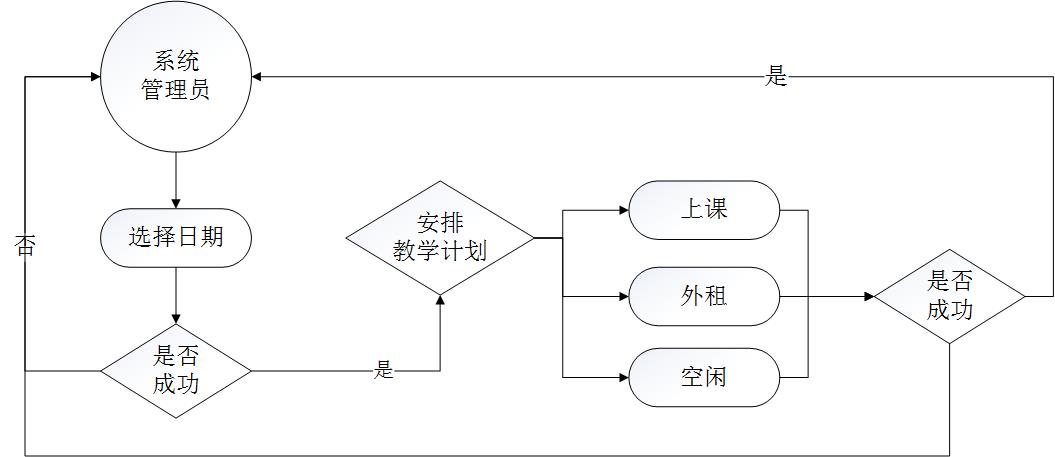 系统
管理员
是
选择日期
安排
教学计划
上课
否
外租
是否
成功
是否
成功
是
空闲